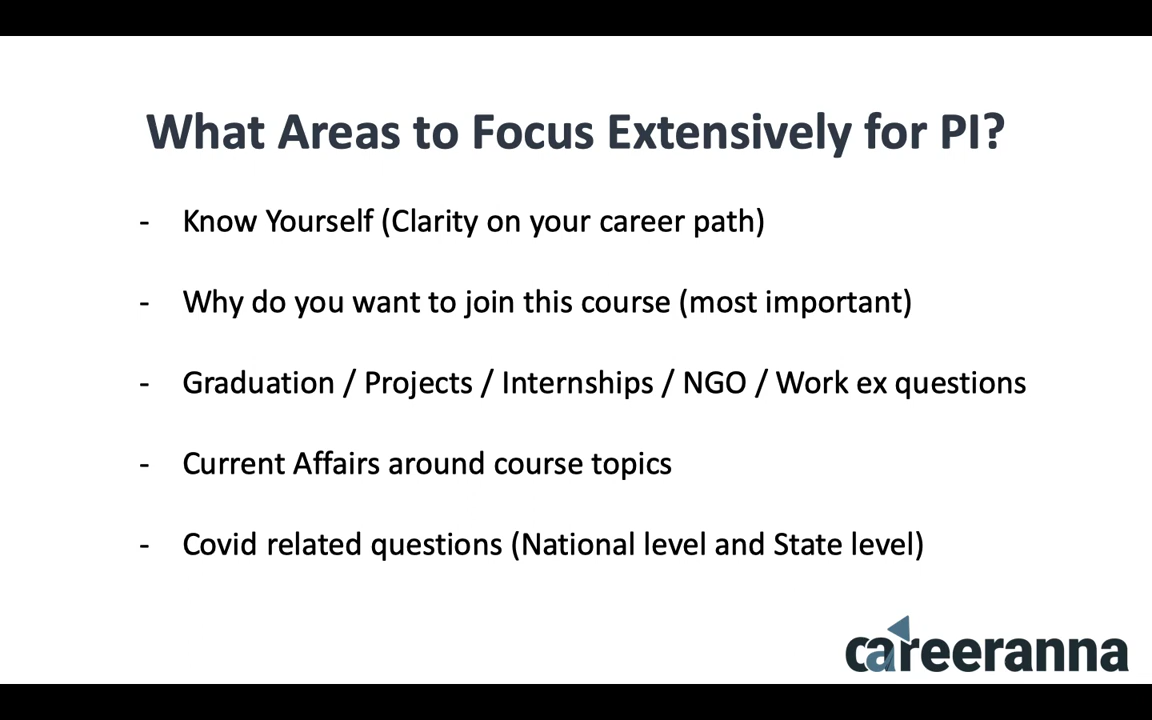 What Areas to Focus Extensively for PI?
- Know Yourself (Clarity on your career path)
- Why do you want to join this course (most important)
- Graduation / Projects / Internships / NGO / Work ex questions
- Current Affairs around course topics
- Covid related questions (National level and State level)
careeranna